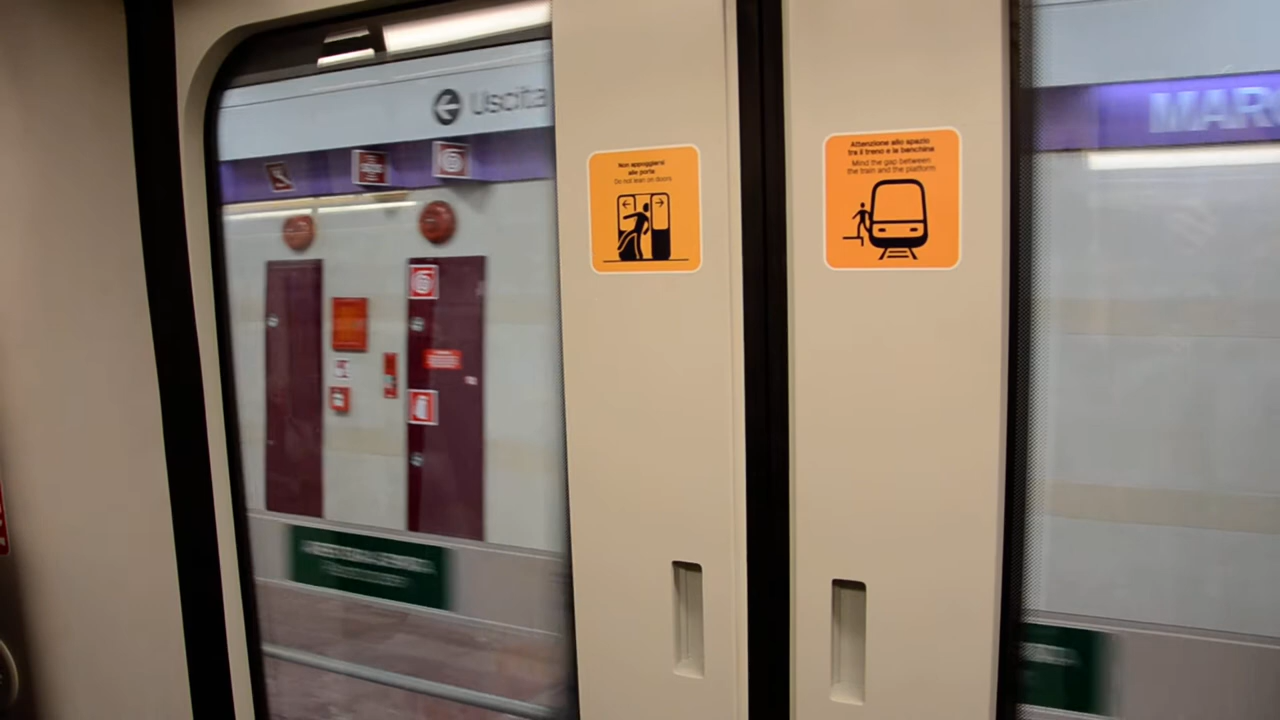 Uscita
MARC
Non appoggiarsi
alle porte
Do not lean on doors
Attenzione allo spazio
tra il treno e la banchina
Mind the gap between
the train and the platform